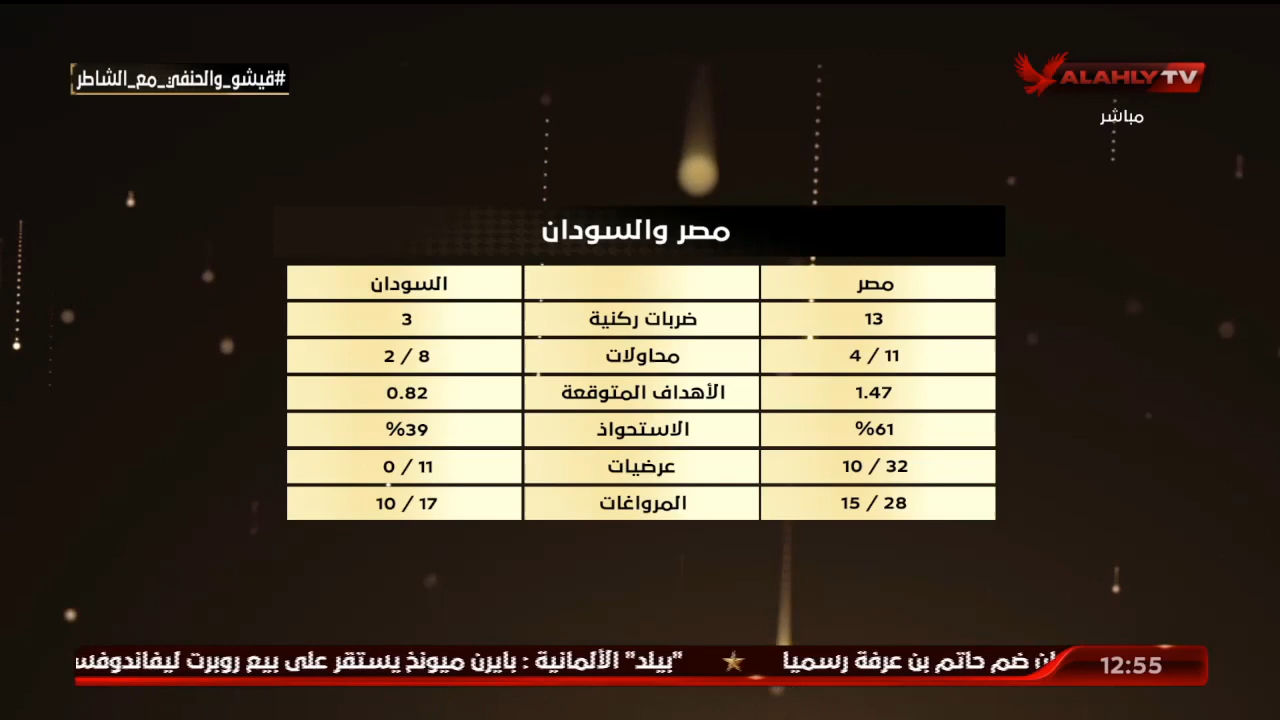 #قيشو_والحنفي_مع_الشاطر
ALAHLY TV
مباشر
مصر والسودان
مصر السودان
13 ضربات ركنية 3
4 / 11 محاولات 2 / 8
1.47 الأهداف المتوقعة 0.82
%61 الاستحواذ %39
10 / 32 عرضيات 0 / 11
15 / 28 المرواغات 10 / 17
12:55
ضم حاتم بن عرفة رسميا "بيلد" الألمانية : بايرن ميونخ يستقر على بيع روبرت ليفاندوفس